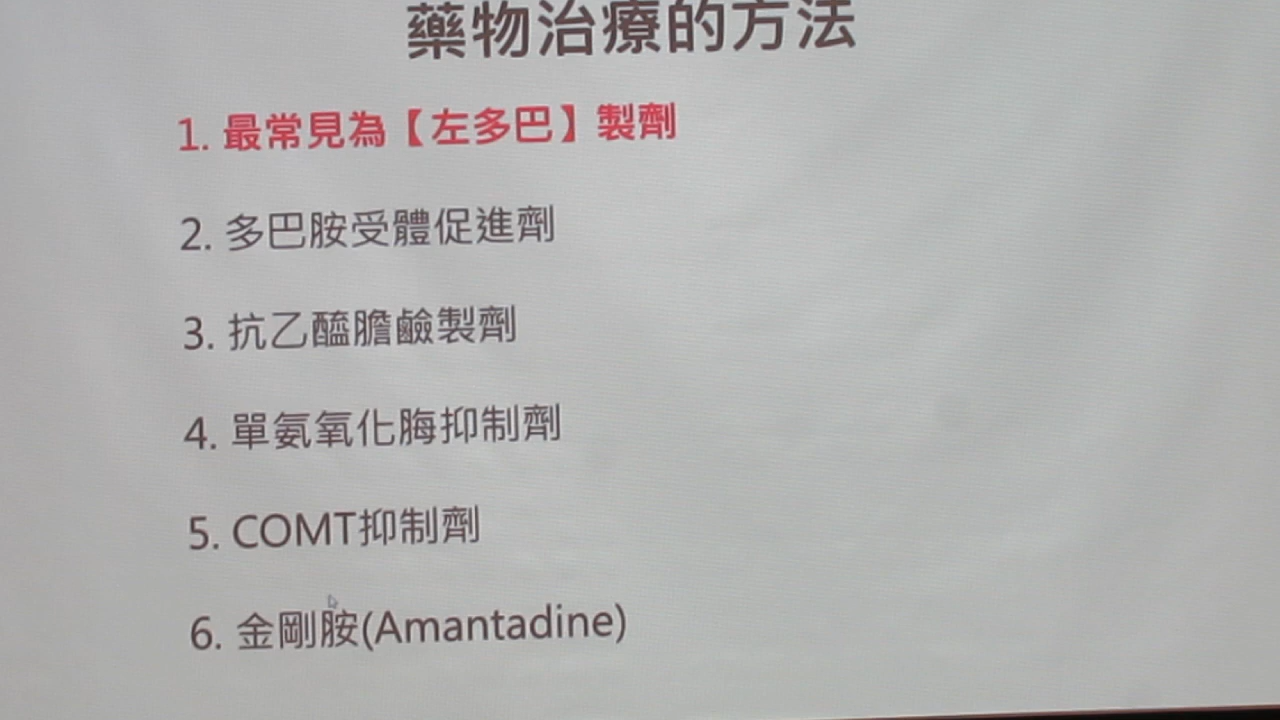 藥物治療的方法
1. 最常見為【左多巴】製劑
2. 多巴胺受體促進劑
3. 抗乙醯膽鹼製劑
4. 單氨氧化脢抑制劑
5. COMT抑制劑
6. 金剛胺(Amantadine)